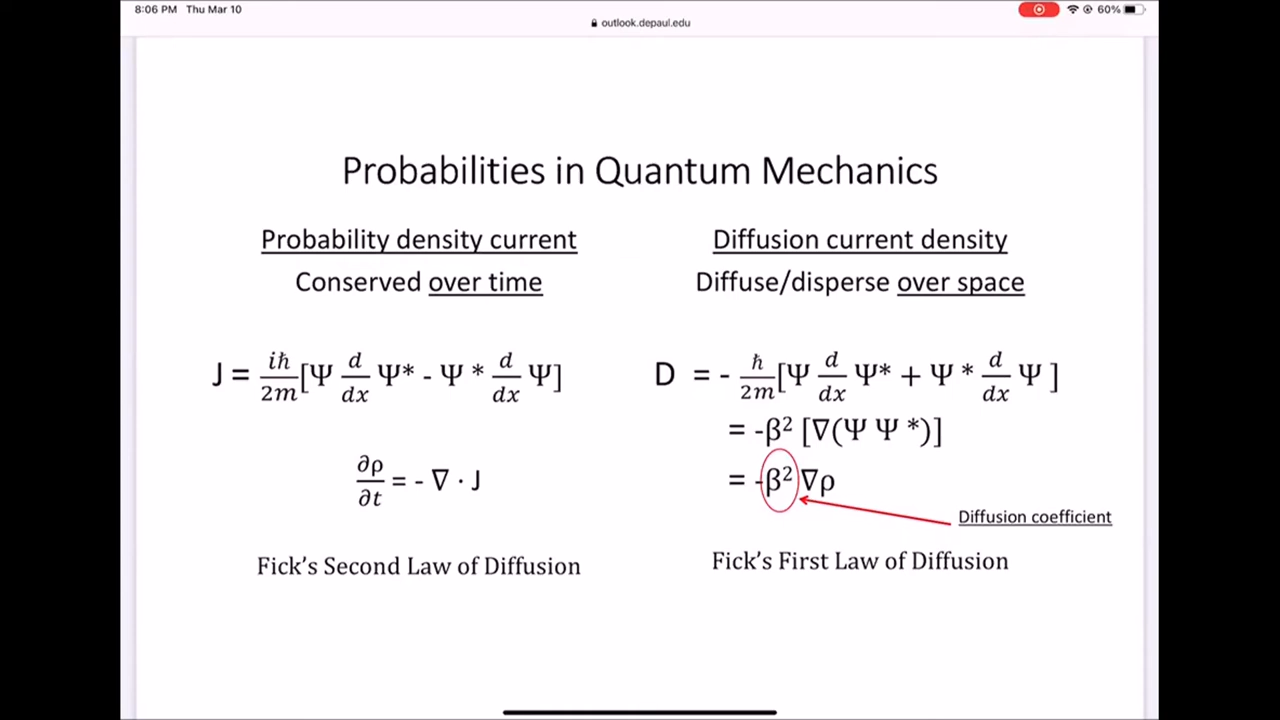 8:06 PM Thu Mar 10
60%
outlook.depaul.edu
Probabilities in Quantum Mechanics
Probability density current
Conserved over time
J = iħ/2m [Ψ d/dx Ψ* - Ψ * d/dx Ψ]
∂ρ/∂t = - ∇ · J
Fick's Second Law of Diffusion
Diffusion current density
Diffuse/disperse over space
D = - ħ/2m [Ψ d/dx Ψ* + Ψ * d/dx Ψ ]
= -β² [∇(Ψ Ψ *)]
= -β² ∇ρ
Diffusion coefficient
Fick's First Law of Diffusion